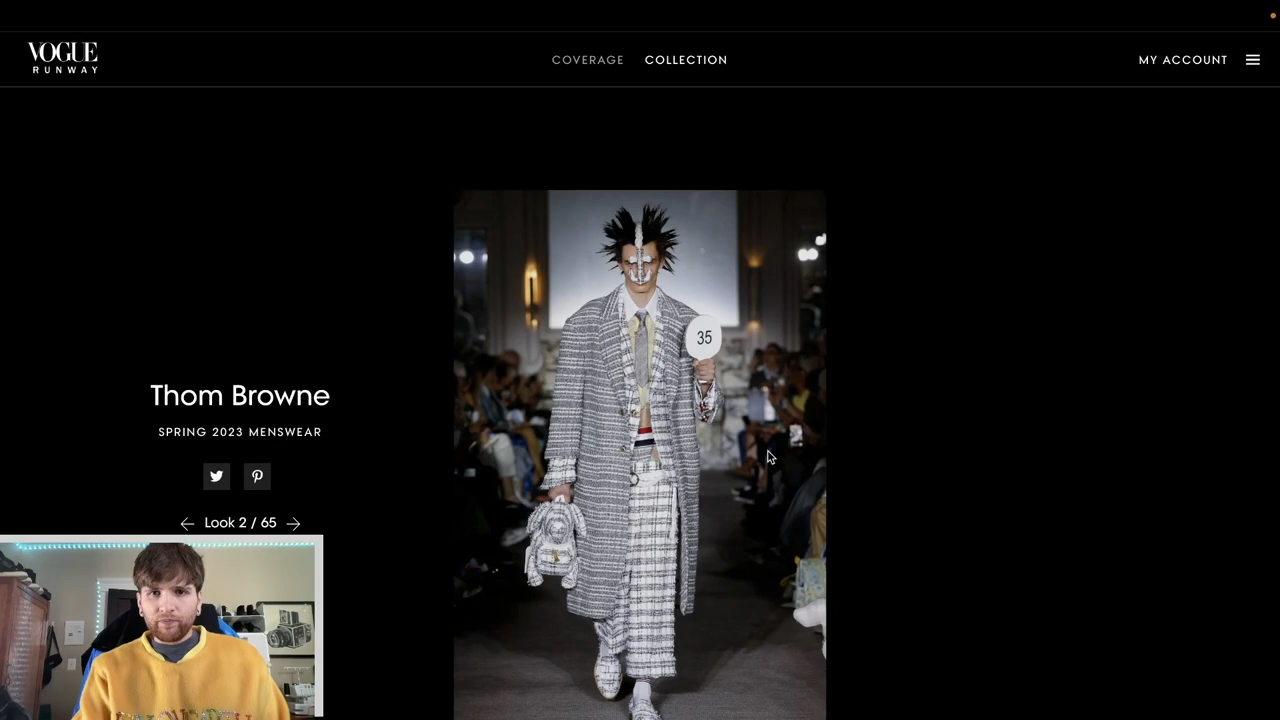 VOGUE
RUNWAY
COVERAGE COLLECTION
MY ACCOUNT
35
Thom Browne
SPRING 2023 MENSWEAR
Look 2 / 65